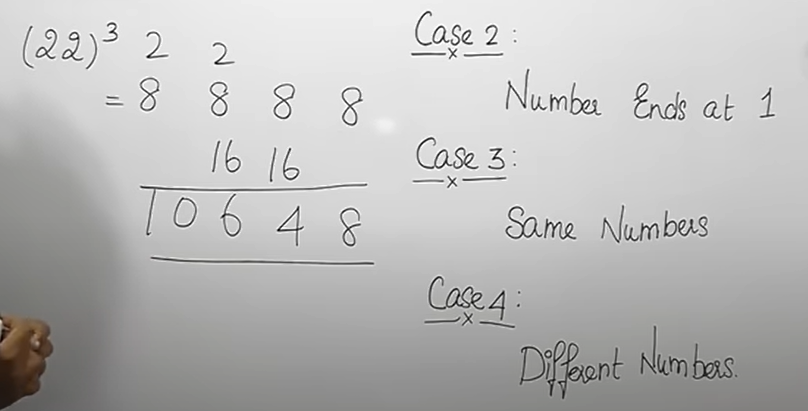 (22)³ 2 2
= 8 8 8 8
16 16
1 0 6 4 8
Case 2:
Number Ends at 1
Case 3:
Same Numbers
Case 4:
Different Numbers.